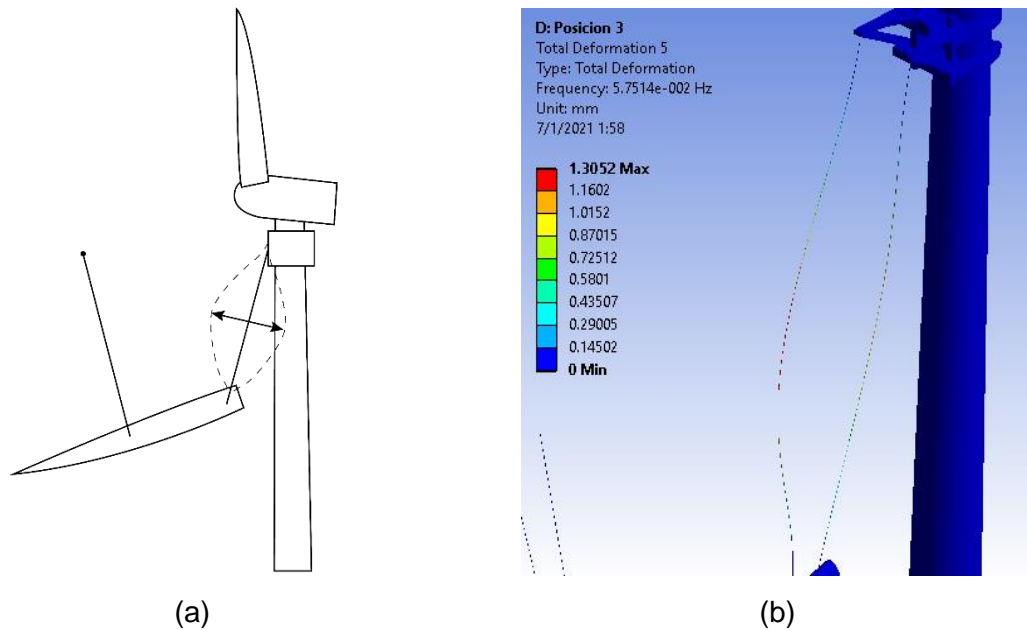 D: Posicion 3
Total Deformation 5
Type: Total Deformation
Frequency: 5.7514e-002 Hz
Unit: mm
7/1/2021 1:58
1.3052 Max
1.1602
1.0152
0.87015
0.72512
0.5801
0.43507
0.29005
0.14502
0 Min
(a)
(b)